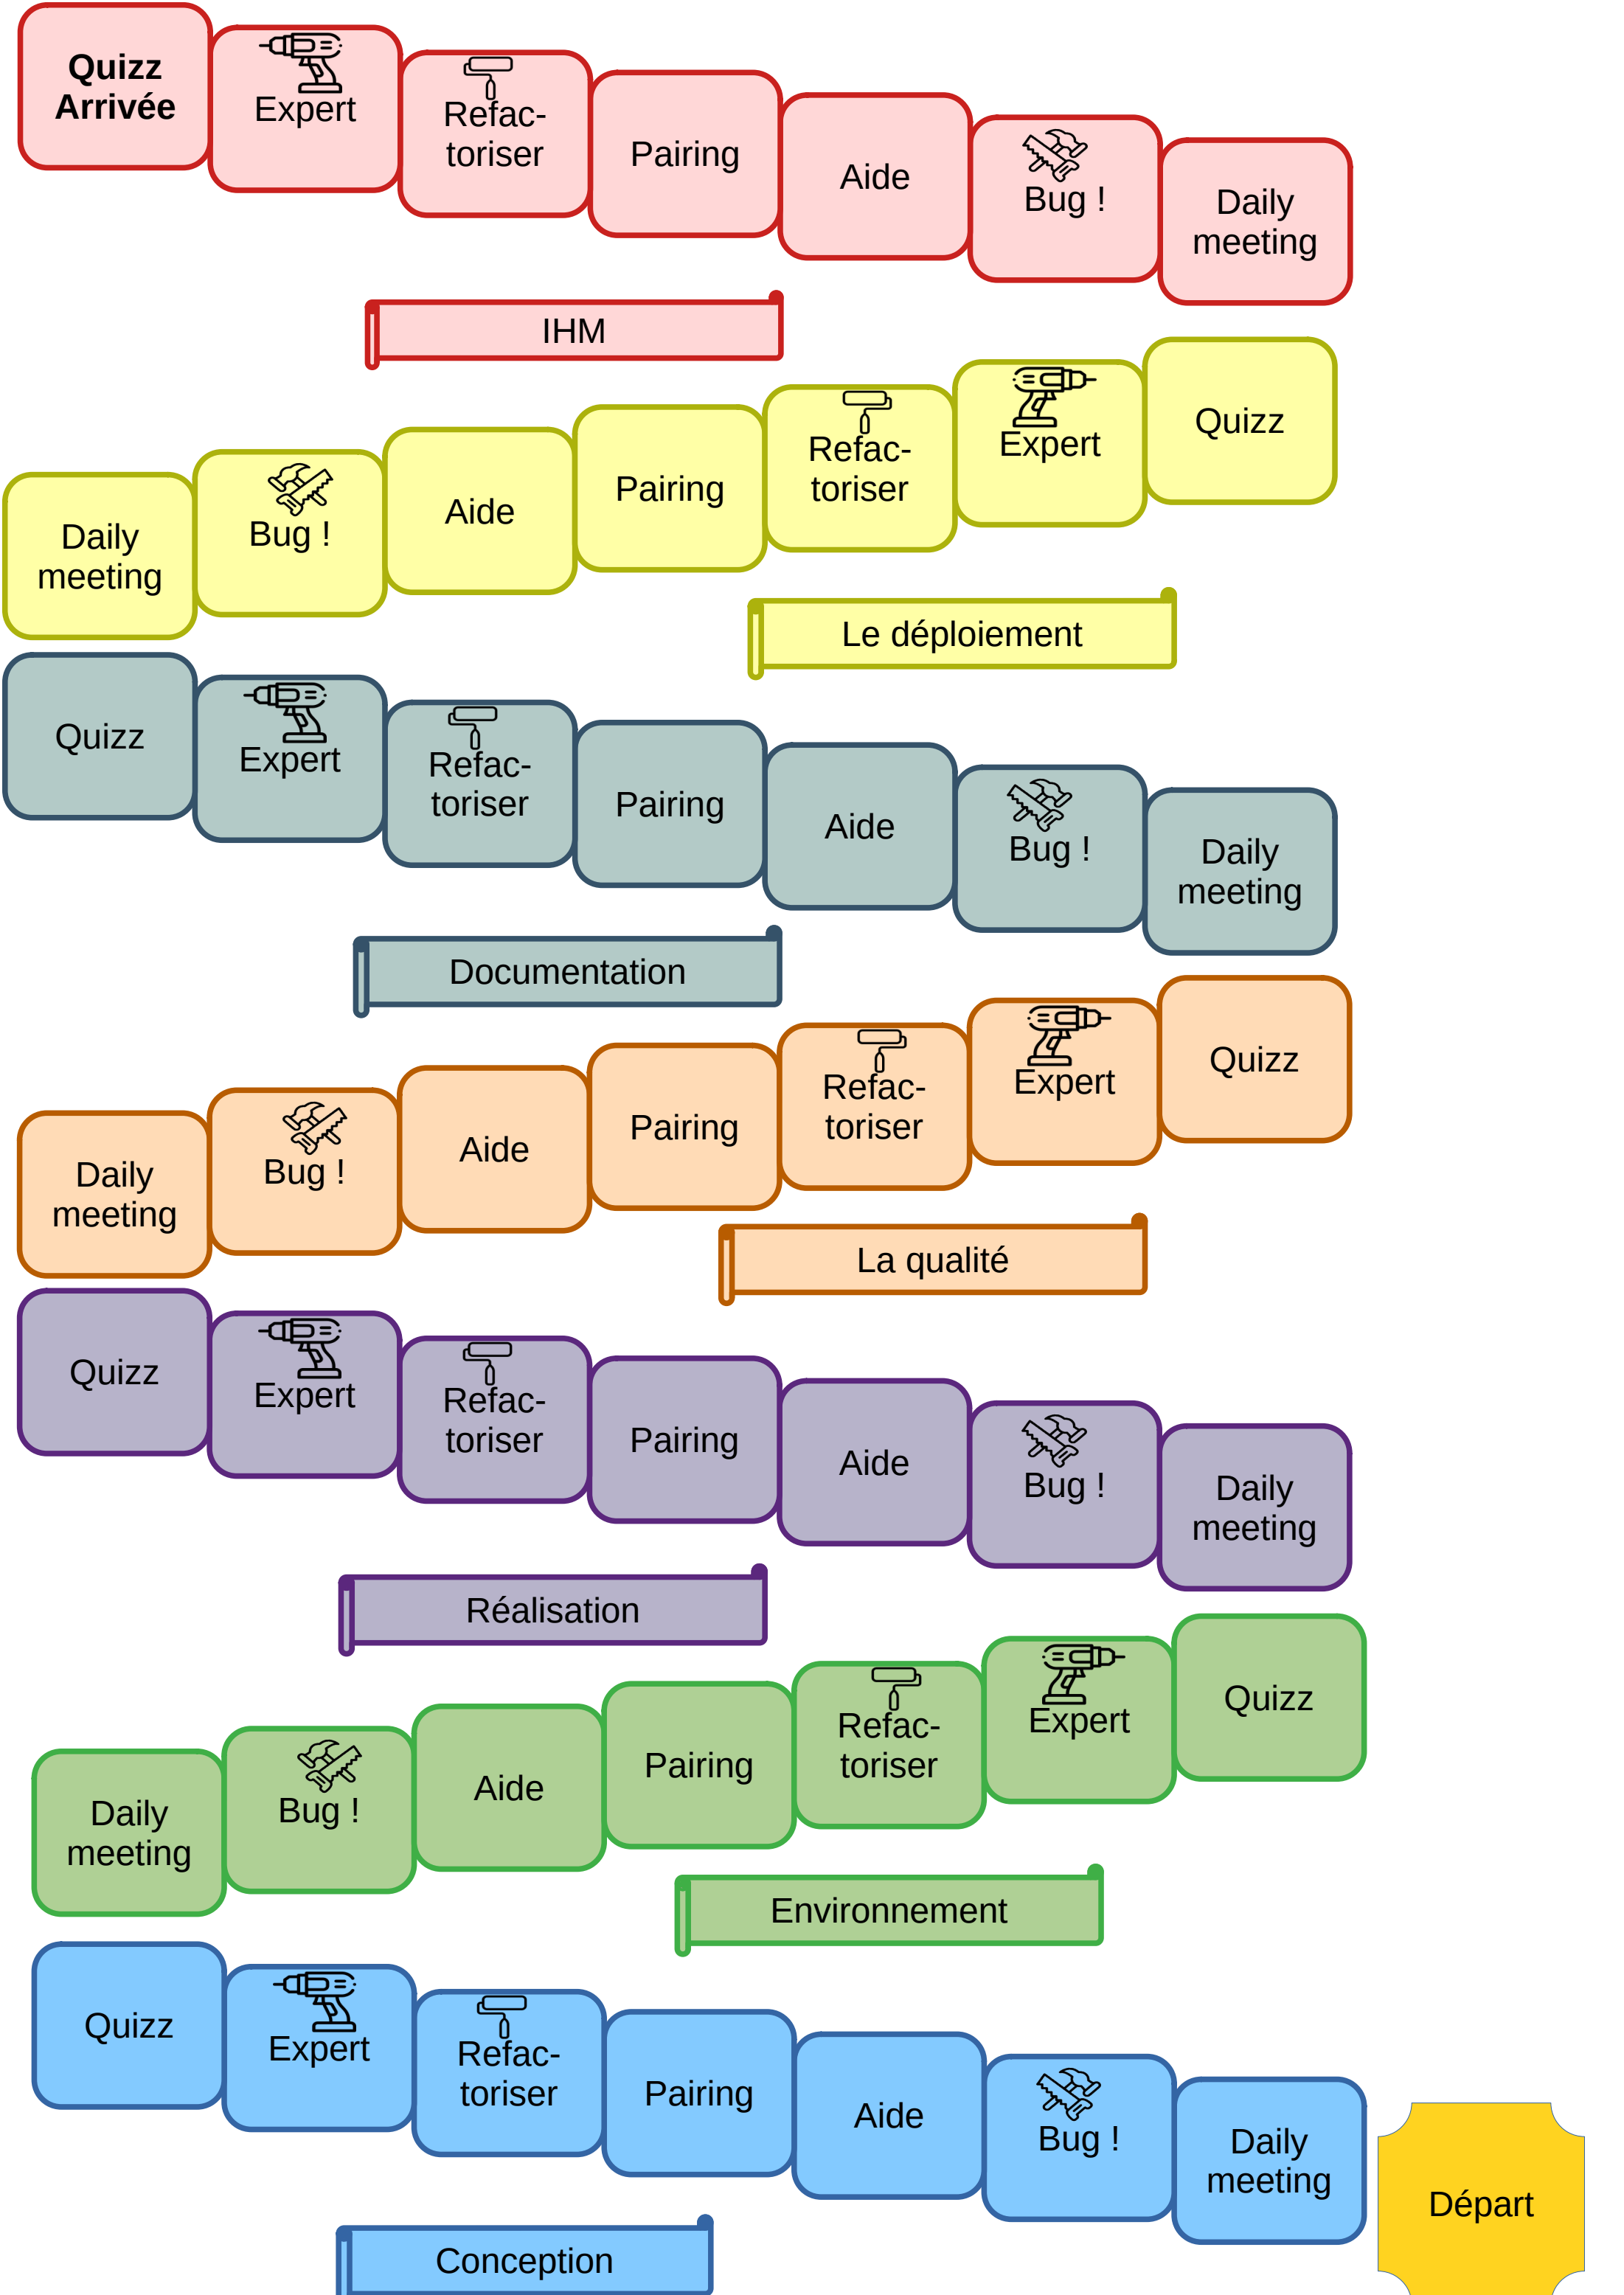 Quizz
Arrivée
Expert
Refac-
toriser
Pairing
Aide
Bug !
Daily
meeting
IHM
Daily
meeting
Bug !
Aide
Pairing
Refac-
toriser
Expert
Quizz
Le déploiement
Quizz
Expert
Refac-
toriser
Pairing
Aide
Bug !
Daily
meeting
Documentation
Daily
meeting
Bug !
Aide
Pairing
Refac-
toriser
Expert
Quizz
La qualité
Quizz
Expert
Refac-
toriser
Pairing
Aide
Bug !
Daily
meeting
Réalisation
Daily
meeting
Bug !
Aide
Pairing
Refac-
toriser
Expert
Quizz
Environnement
Quizz
Expert
Refac-
toriser
Pairing
Aide
Bug !
Daily
meeting
Départ
Conception